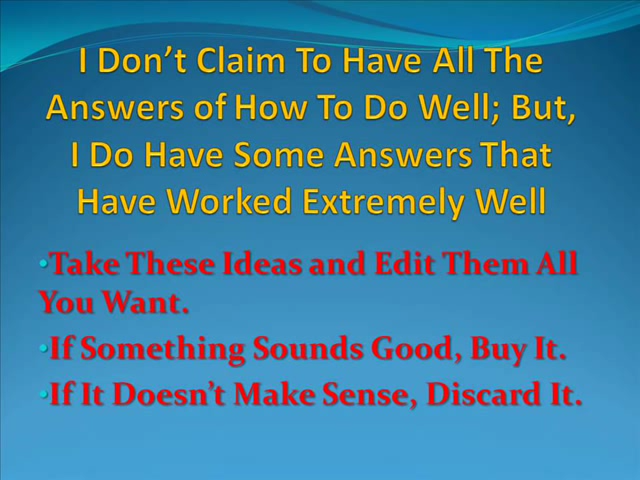 I Don’t Claim To Have All The
Answers of How To Do Well; But,
I Do Have Some Answers That
Have Worked Extremely Well
•Take These Ideas and Edit Them All
You Want.
•If Something Sounds Good, Buy It.
•If It Doesn’t Make Sense, Discard It.